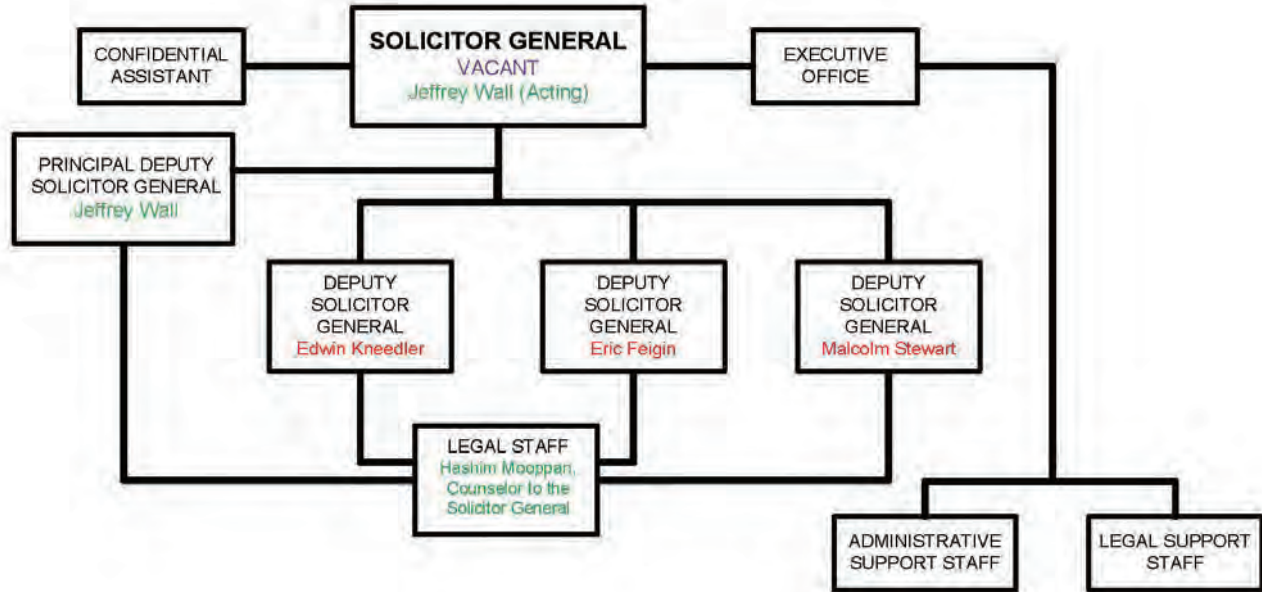 CONFIDENTIAL
ASSISTANT
SOLICITOR GENERAL
VACANT
Jeffrey Wall (Acting)
EXECUTIVE
OFFICE
PRINCIPAL DEPUTY
SOLICITOR GENERAL
Jeffrey Wall
DEPUTY
SOLICITOR
GENERAL
Edwin Kneedler
DEPUTY
SOLICITOR
GENERAL
Eric Feigin
DEPUTY
SOLICITOR
GENERAL
Malcolm Stewart
LEGAL STAFF
Hashim Mooppan,
Counselor to the
Solicitor General
ADMINISTRATIVE
SUPPORT STAFF
LEGAL SUPPORT
STAFF